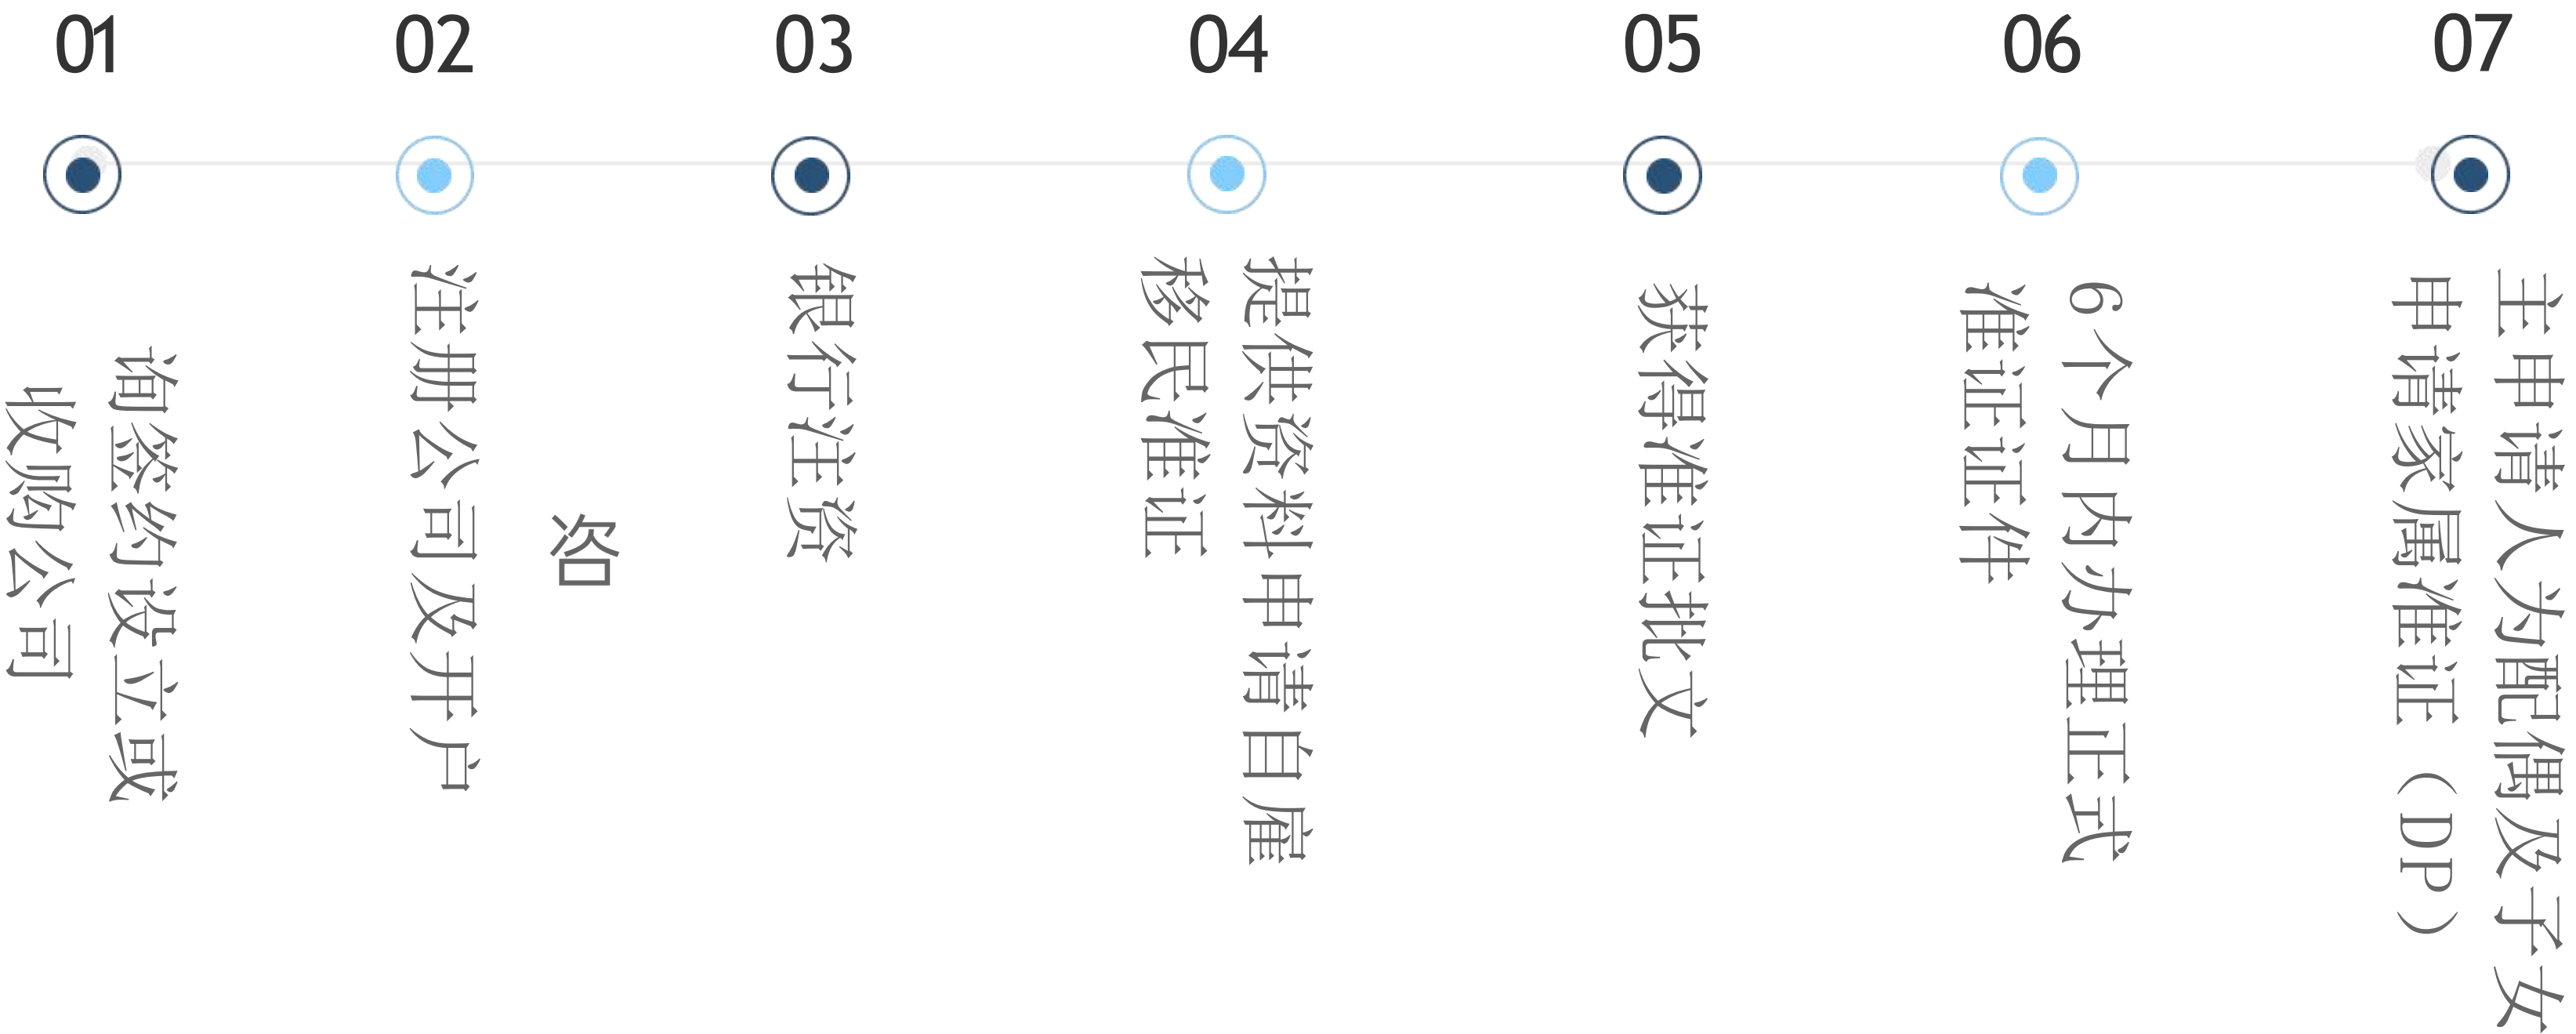 01
02
03
04
05
06
07
询签约设立或
收购公司
注册公司及开户
咨
银行注资
提供资料申请自雇
移民准证
获得准证批文
6个月内办理正式
准证证件
主申请人为配偶及子女
申请家属准证（DP）